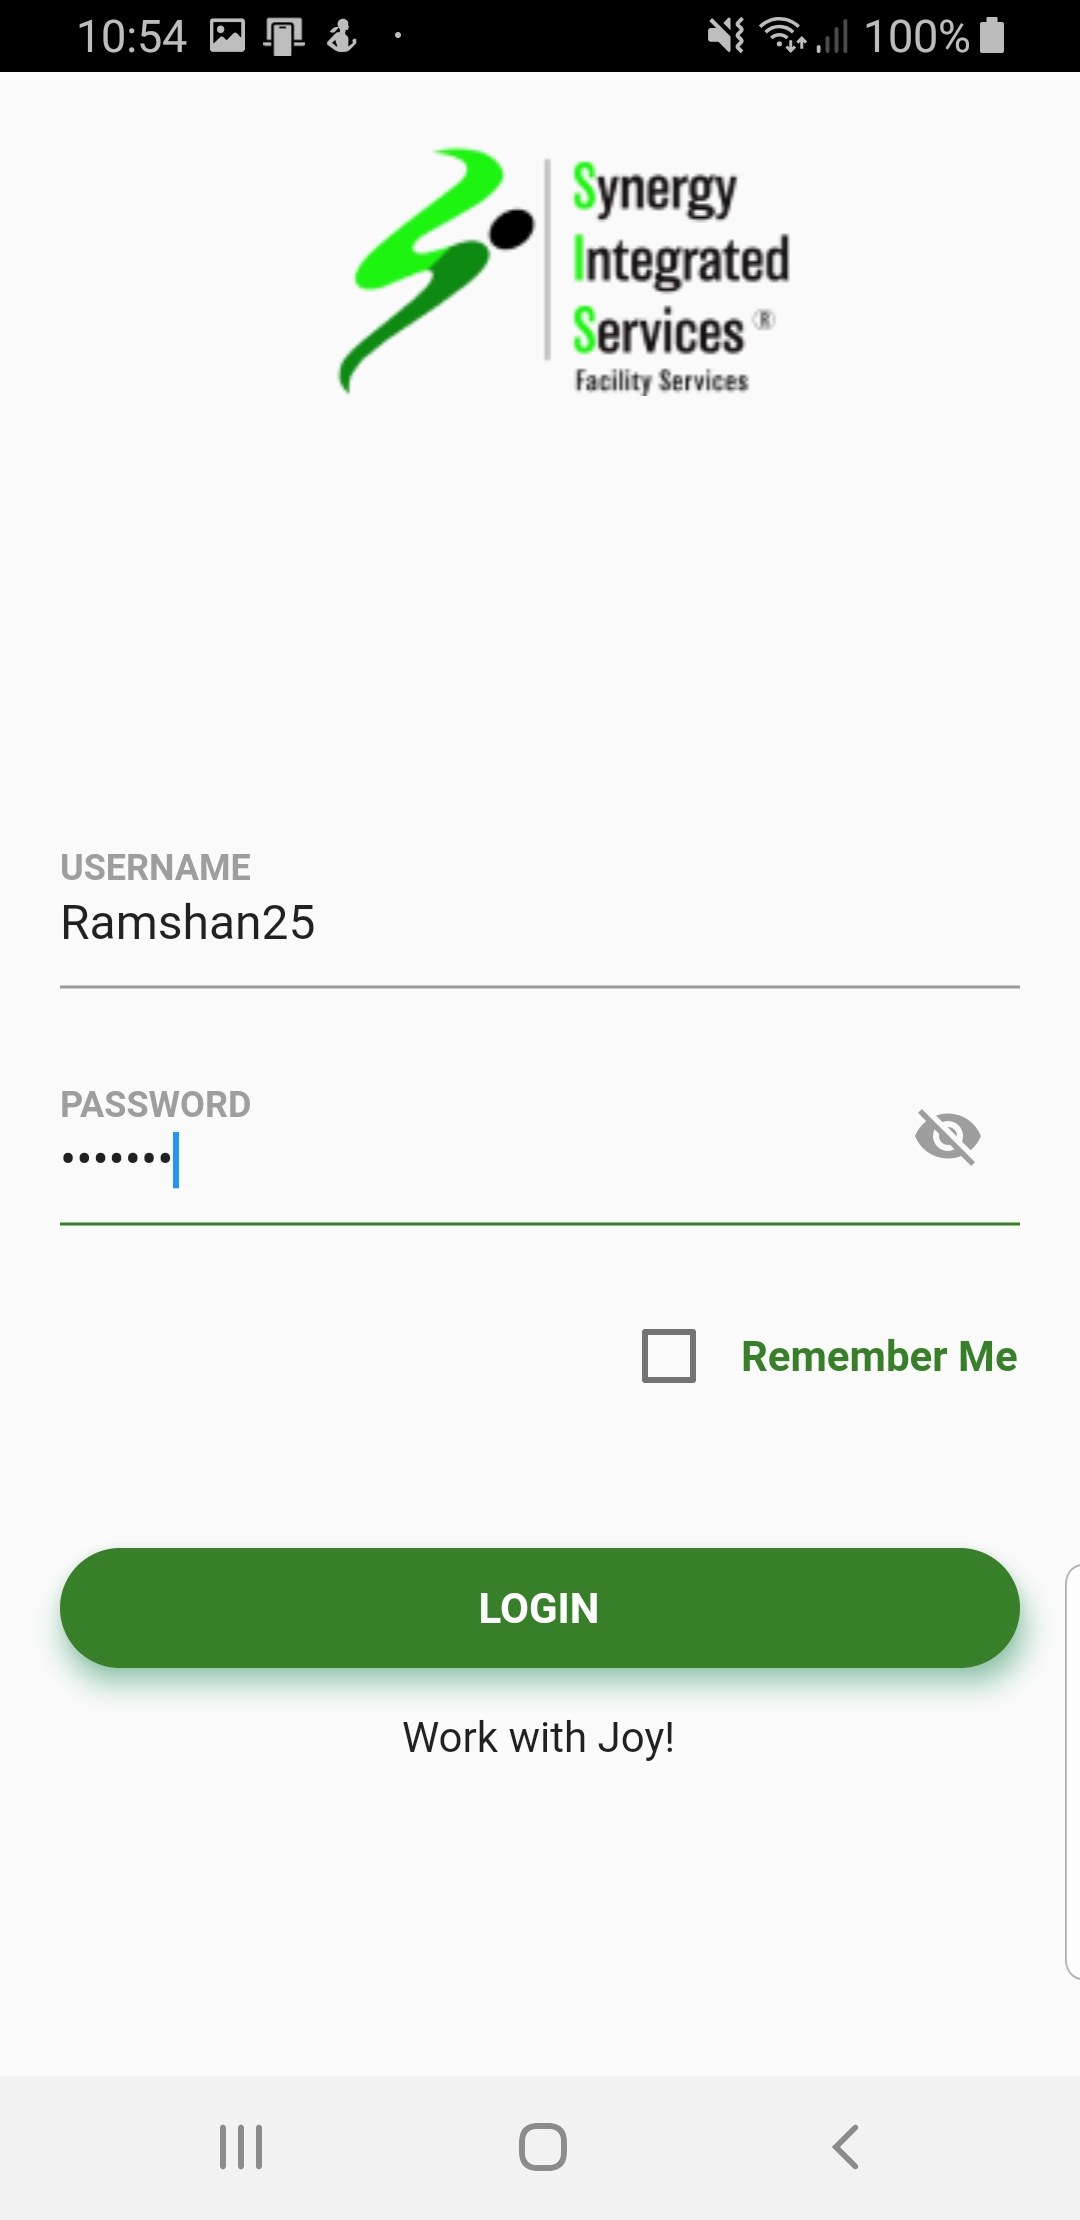 10:54 100%
Synergy
Integrated
Services ®
Facility Services
USERNAME
Ramshan25
PASSWORD
•••••••
Remember Me
LOGIN
Work with Joy!